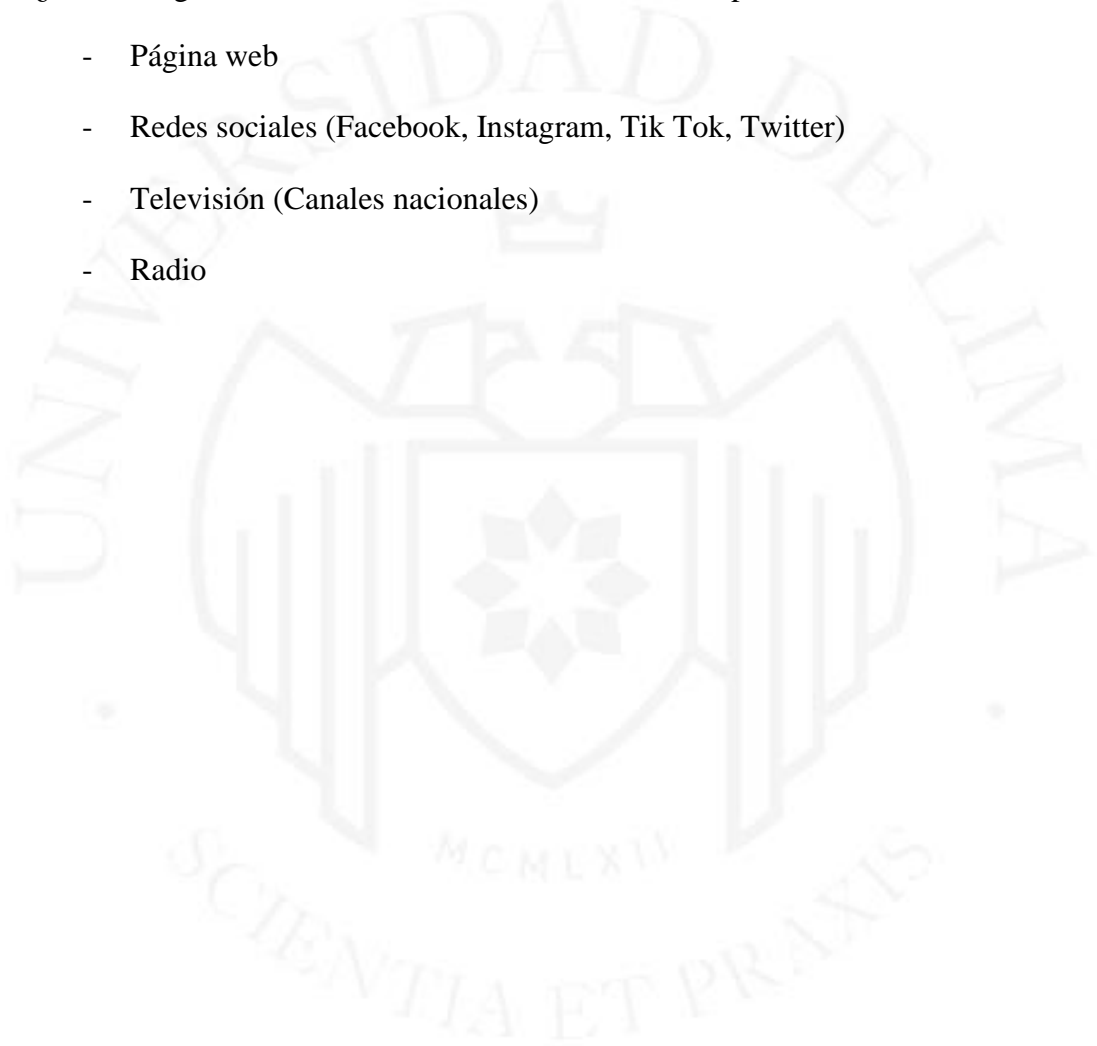 - Página web
- Redes sociales (Facebook, Instagram, Tik Tok, Twitter)
- Televisión (Canales nacionales)
- Radio
UNIVERSIDAD DE LIMA
MCMLXII
SCIENTIA ET PRAXIS